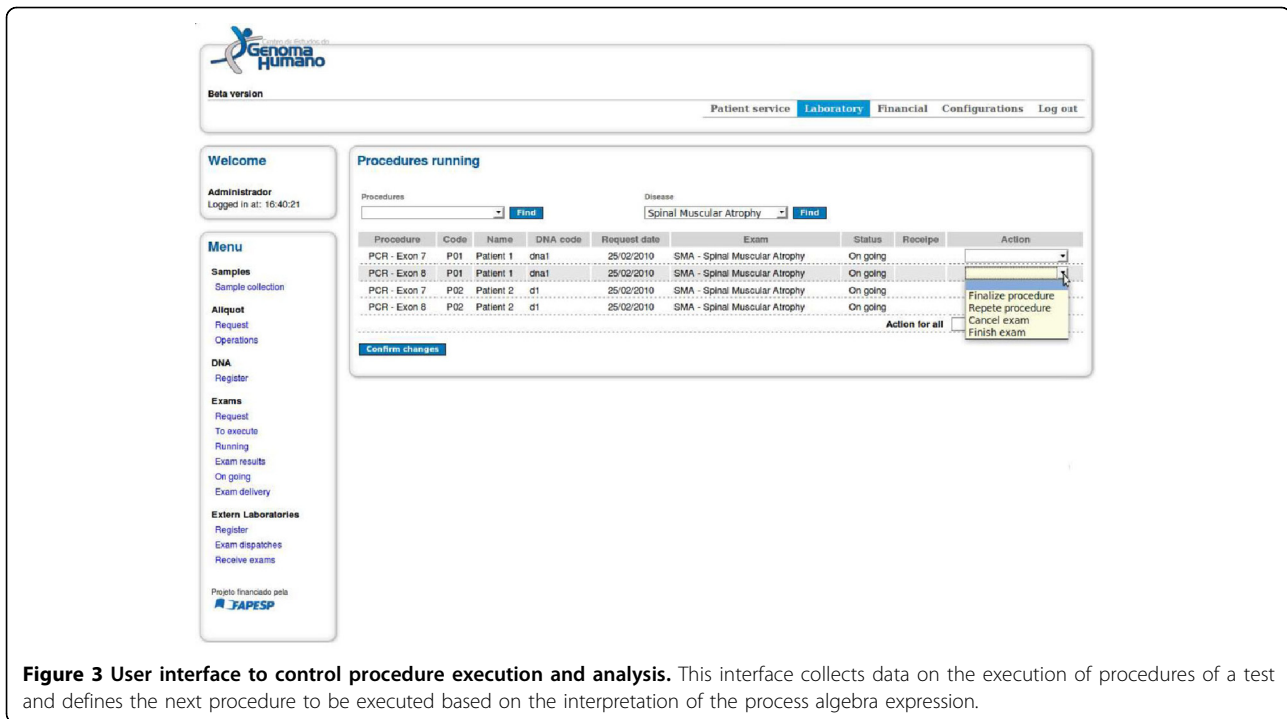 Centro de Estudos do
Genoma
Humano
Beta version
Patient service Laboratory Financial Configurations Log out
Welcome
Administrador
Logged in at: 16:40:21
Menu
Samples
Sample collection
Aliquot
Request
Operations
DNA
Register
Exams
Request
To execute
Running
Exam results
On going
Exam delivery
Extern Laboratories
Register
Exam dispatches
Receive exams
Projeto financiado pela
FAPESP
Procedures running
Procedures Disease
Find Spinal Muscular Atrophy Find
Procedure Code Name DNA code Request date Exam Status Receipe Action
PCR - Exon 7 P01 Patient 1 dna1 25/02/2010 SMA - Spinal Muscular Atrophy On going
PCR - Exon 8 P01 Patient 1 dna1 25/02/2010 SMA - Spinal Muscular Atrophy On going
PCR - Exon 7 P02 Patient 2 d1 25/02/2010 SMA - Spinal Muscular Atrophy On going
PCR - Exon 8 P02 Patient 2 d1 25/02/2010 SMA - Spinal Muscular Atrophy On going
Action for all
Finalize procedure
Repete procedure
Cancel exam
Finish exam
Confirm changes
Figure 3 User interface to control procedure execution and analysis. This interface collects data on the execution of procedures of a test
and defines the next procedure to be executed based on the interpretation of the process algebra expression.